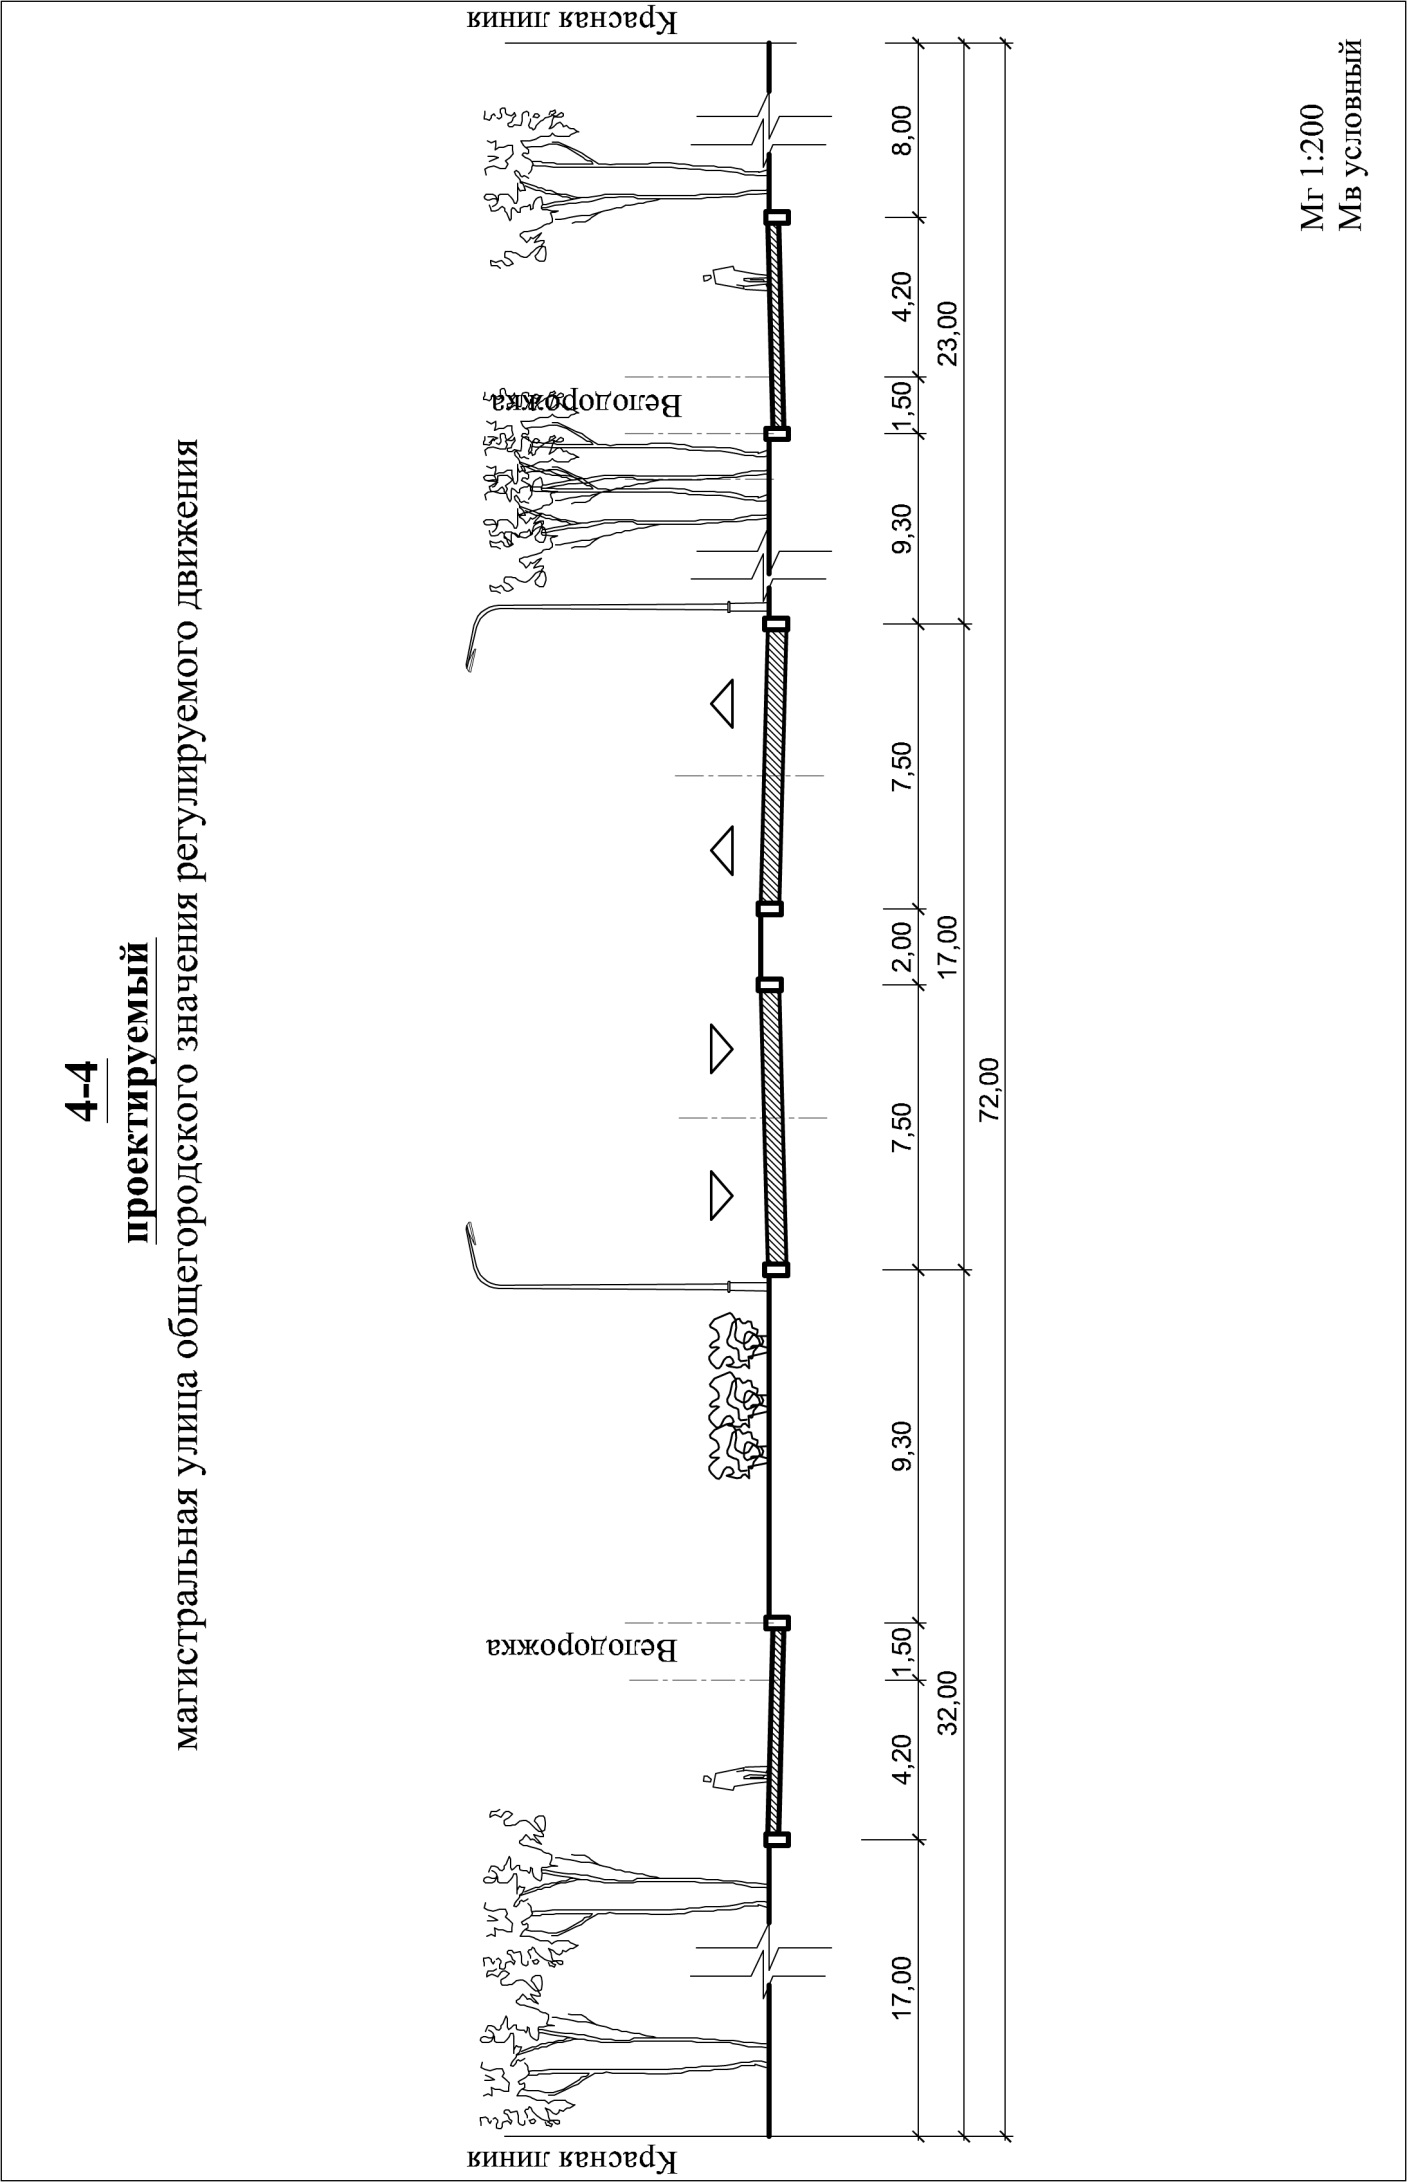 4-4
проектируемый
магистральная улица общегородского значения регулируемого движения
Красная линия
Велодорожка
Велодорожка
Красная линия
17,00
4,20
1,50
9,30
7,50
2,00
7,50
9,30
1,50
4,20
8,00
32,00
17,00
23,00
72,00
Мг 1:200
Мв условный